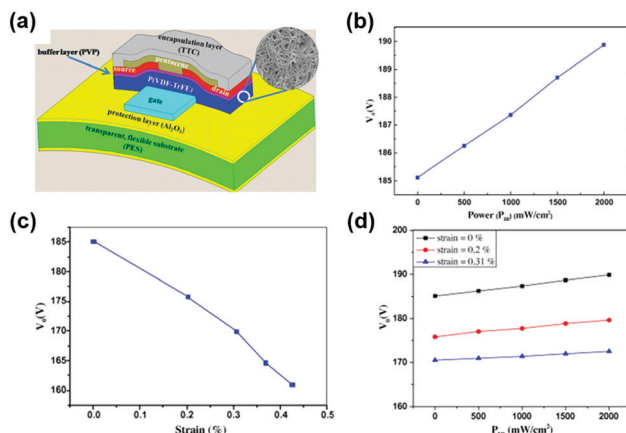 (a)
encapsulation layer
(TTC)
buffer layer (PVP)
pentacene
source
drain
P(VDF-TrFE)
gate
protection layer (Al₂O₃)
transparent, flexible substrate
(PES)
(b)
V₀(V)
190
189
188
187
186
185
0 500 1000 1500 2000
Power (P_IR) (mW/cm²)
(c)
V₀(V)
185
180
175
170
165
160
0.0 0.1 0.2 0.3 0.4 0.5
Strain (%)
(d)
strain = 0 %
strain = 0.2 %
strain = 0.31 %
V₀(V)
200
190
180
170
160
0 500 1000 1500 2000
mW/cm²